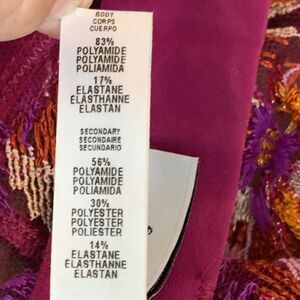 BODY
CORPS
CUERPO
83%
POLYAMIDE
POLYAMIDE
POLIAMIDA
17%
ELASTANE
ELASTHANNE
ELASTAN
SECONDARY
SECONDAIRE
SECUNDARIO
56%
POLYAMIDE
POLYAMIDE
POLIAMIDA
30%
POLYESTER
POLYESTER
POLIESTER
14%
ELASTANE
ELASTHANNE
ELASTAN